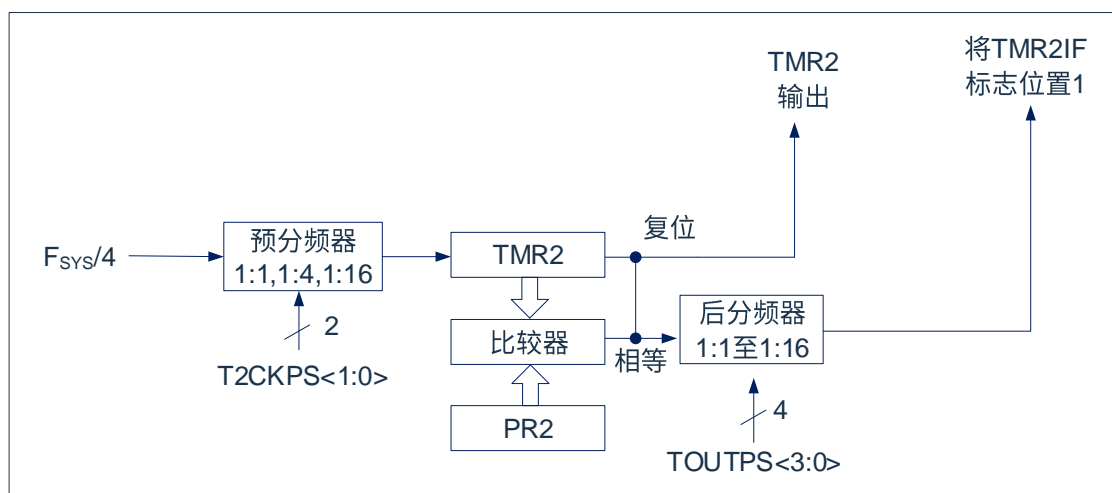 TMR2
输出
将TMR2IF
标志位置1
F_SYS/4
预分频器
1:1,1:4,1:16
TMR2
复位
2
T2CKPS<1:0>
比较器
相等
后分频器
1:1至1:16
PR2
4
TOUTPS<3:0>